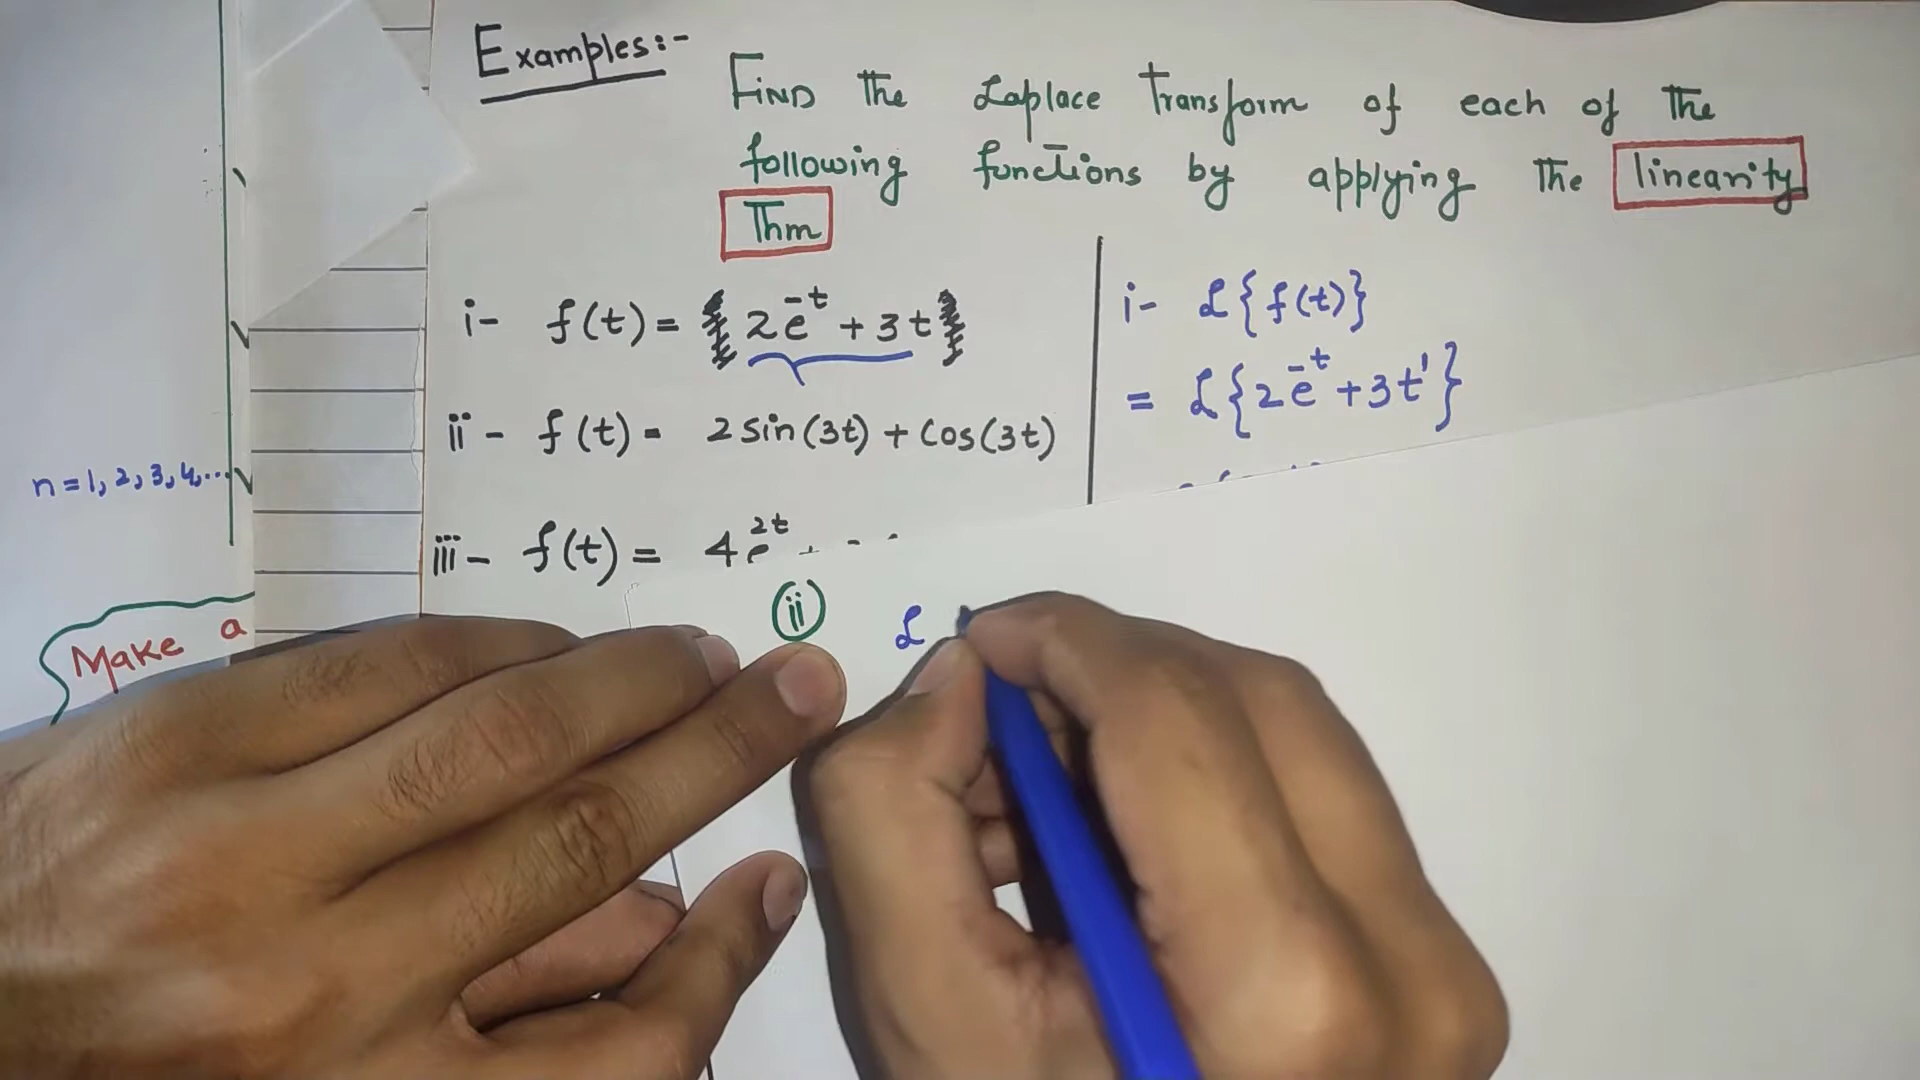 Examples:-
Find the Laplace Transform of each of the
following functions by applying the linearity
Thm
i- f(t) = {2e^-t + 3t}
ii- f(t) = 2sin(3t) + Cos(3t)
iii- f(t) = 4e^2t
i- ℒ{f(t)}
= ℒ{2e^-t + 3t'}
n=1,2,3,4,...
Make a
ii ℒ